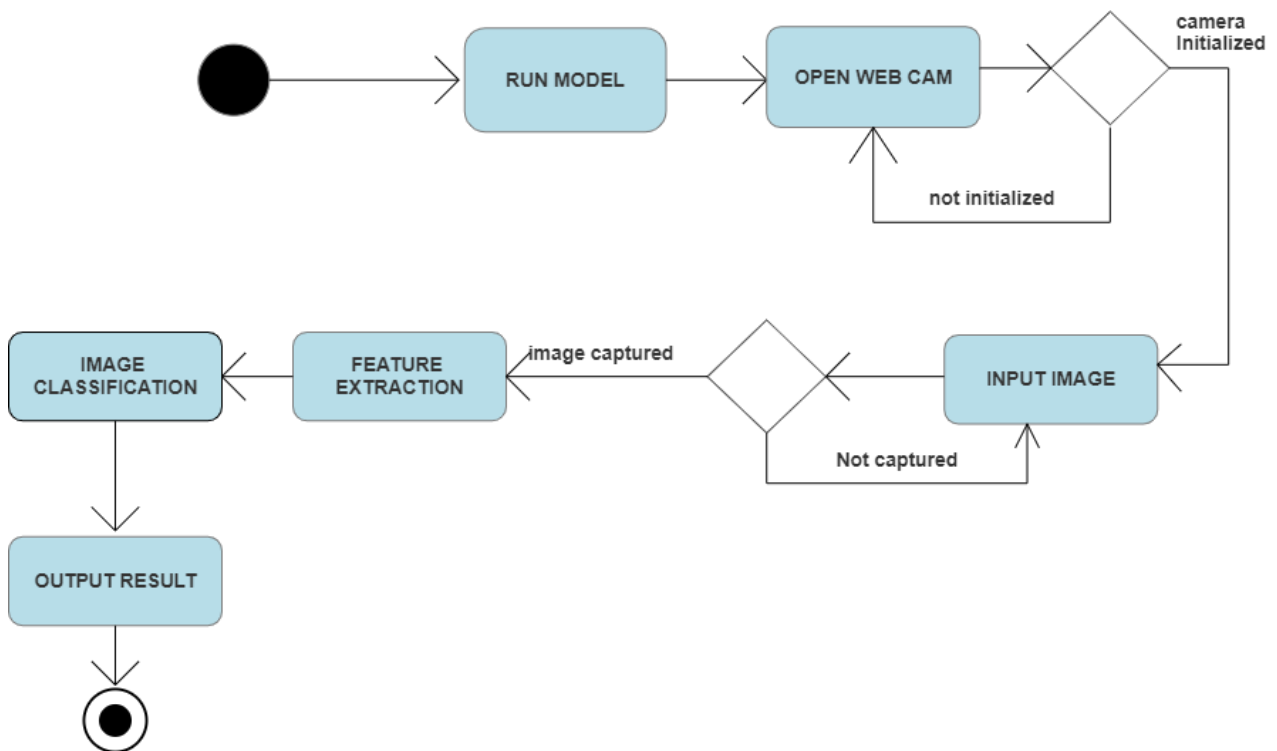 RUN MODEL
OPEN WEB CAM
camera
Initialized
not initialized
INPUT IMAGE
image captured
Not captured
FEATURE
EXTRACTION
IMAGE
CLASSIFICATION
OUTPUT RESULT